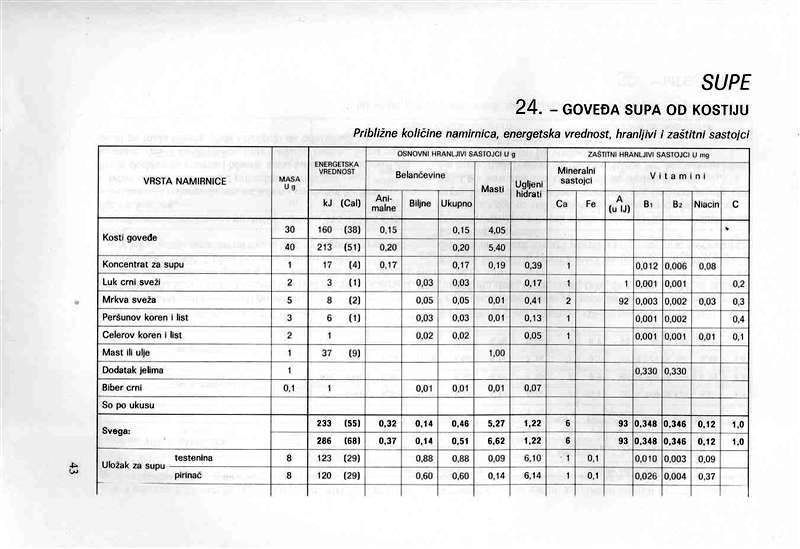 SUPE
24. – GOVEĐA SUPA OD KOSTIJU
Približne količine namirnica, energetska vrednost, hranljivi i zaštitni sastojci
VRSTA NAMIRNICE MASA U g ENERGETSKA VREDNOST OSNOVNI HRANLJIVI SASTOJCI U g ZAŠTITNI HRANLJIVI SASTOJCI U mg
Belančevine Masti Ugljeni hidrati Mineralni sastojci Vitamini
kJ (Cal) Animalne Biljne Ukupno Ca Fe A (u IJ) B1 B2 Niacin C
Kosti goveđe 30 160 (38) 0,15 0,15 4,05
40 213 (51) 0,20 0,20 5,40
Koncentrat za supu 1 17 (4) 0,17 0,17 0,19 0,39 1 0,012 0,006 0,08
Luk crni sveži 2 3 (1) 0,03 0,03 0,17 1 1 0,001 0,001 0,2
Mrkva sveža 5 8 (2) 0,05 0,05 0,01 0,41 2 92 0,003 0,002 0,03 0,3
Peršunov koren i list 3 6 (1) 0,03 0,03 0,01 0,13 1 0,001 0,002 0,4
Celerov koren i list 2 1 0,02 0,02 0,05 1 0,001 0,001 0,01 0,1
Mast ili ulje 1 37 (9) 1,00
Dodatak jelima 1 0,330 0,330
Biber crni 0,1 1 0,01 0,01 0,01 0,07
So po ukusu
Svega: 233 (55) 0,32 0,14 0,46 5,27 1,22 6 93 0,348 0,346 0,12 1,0
286 (68) 0,37 0,14 0,51 6,62 1,22 6 93 0,348 0,346 0,12 1,0
Uložak za supu testenina 8 123 (29) 0,88 0,88 0,09 6,10 1 0,1 0,010 0,003 0,09
pirinač 8 120 (29) 0,60 0,60 0,14 6,14 1 0,1 0,026 0,004 0,37
43